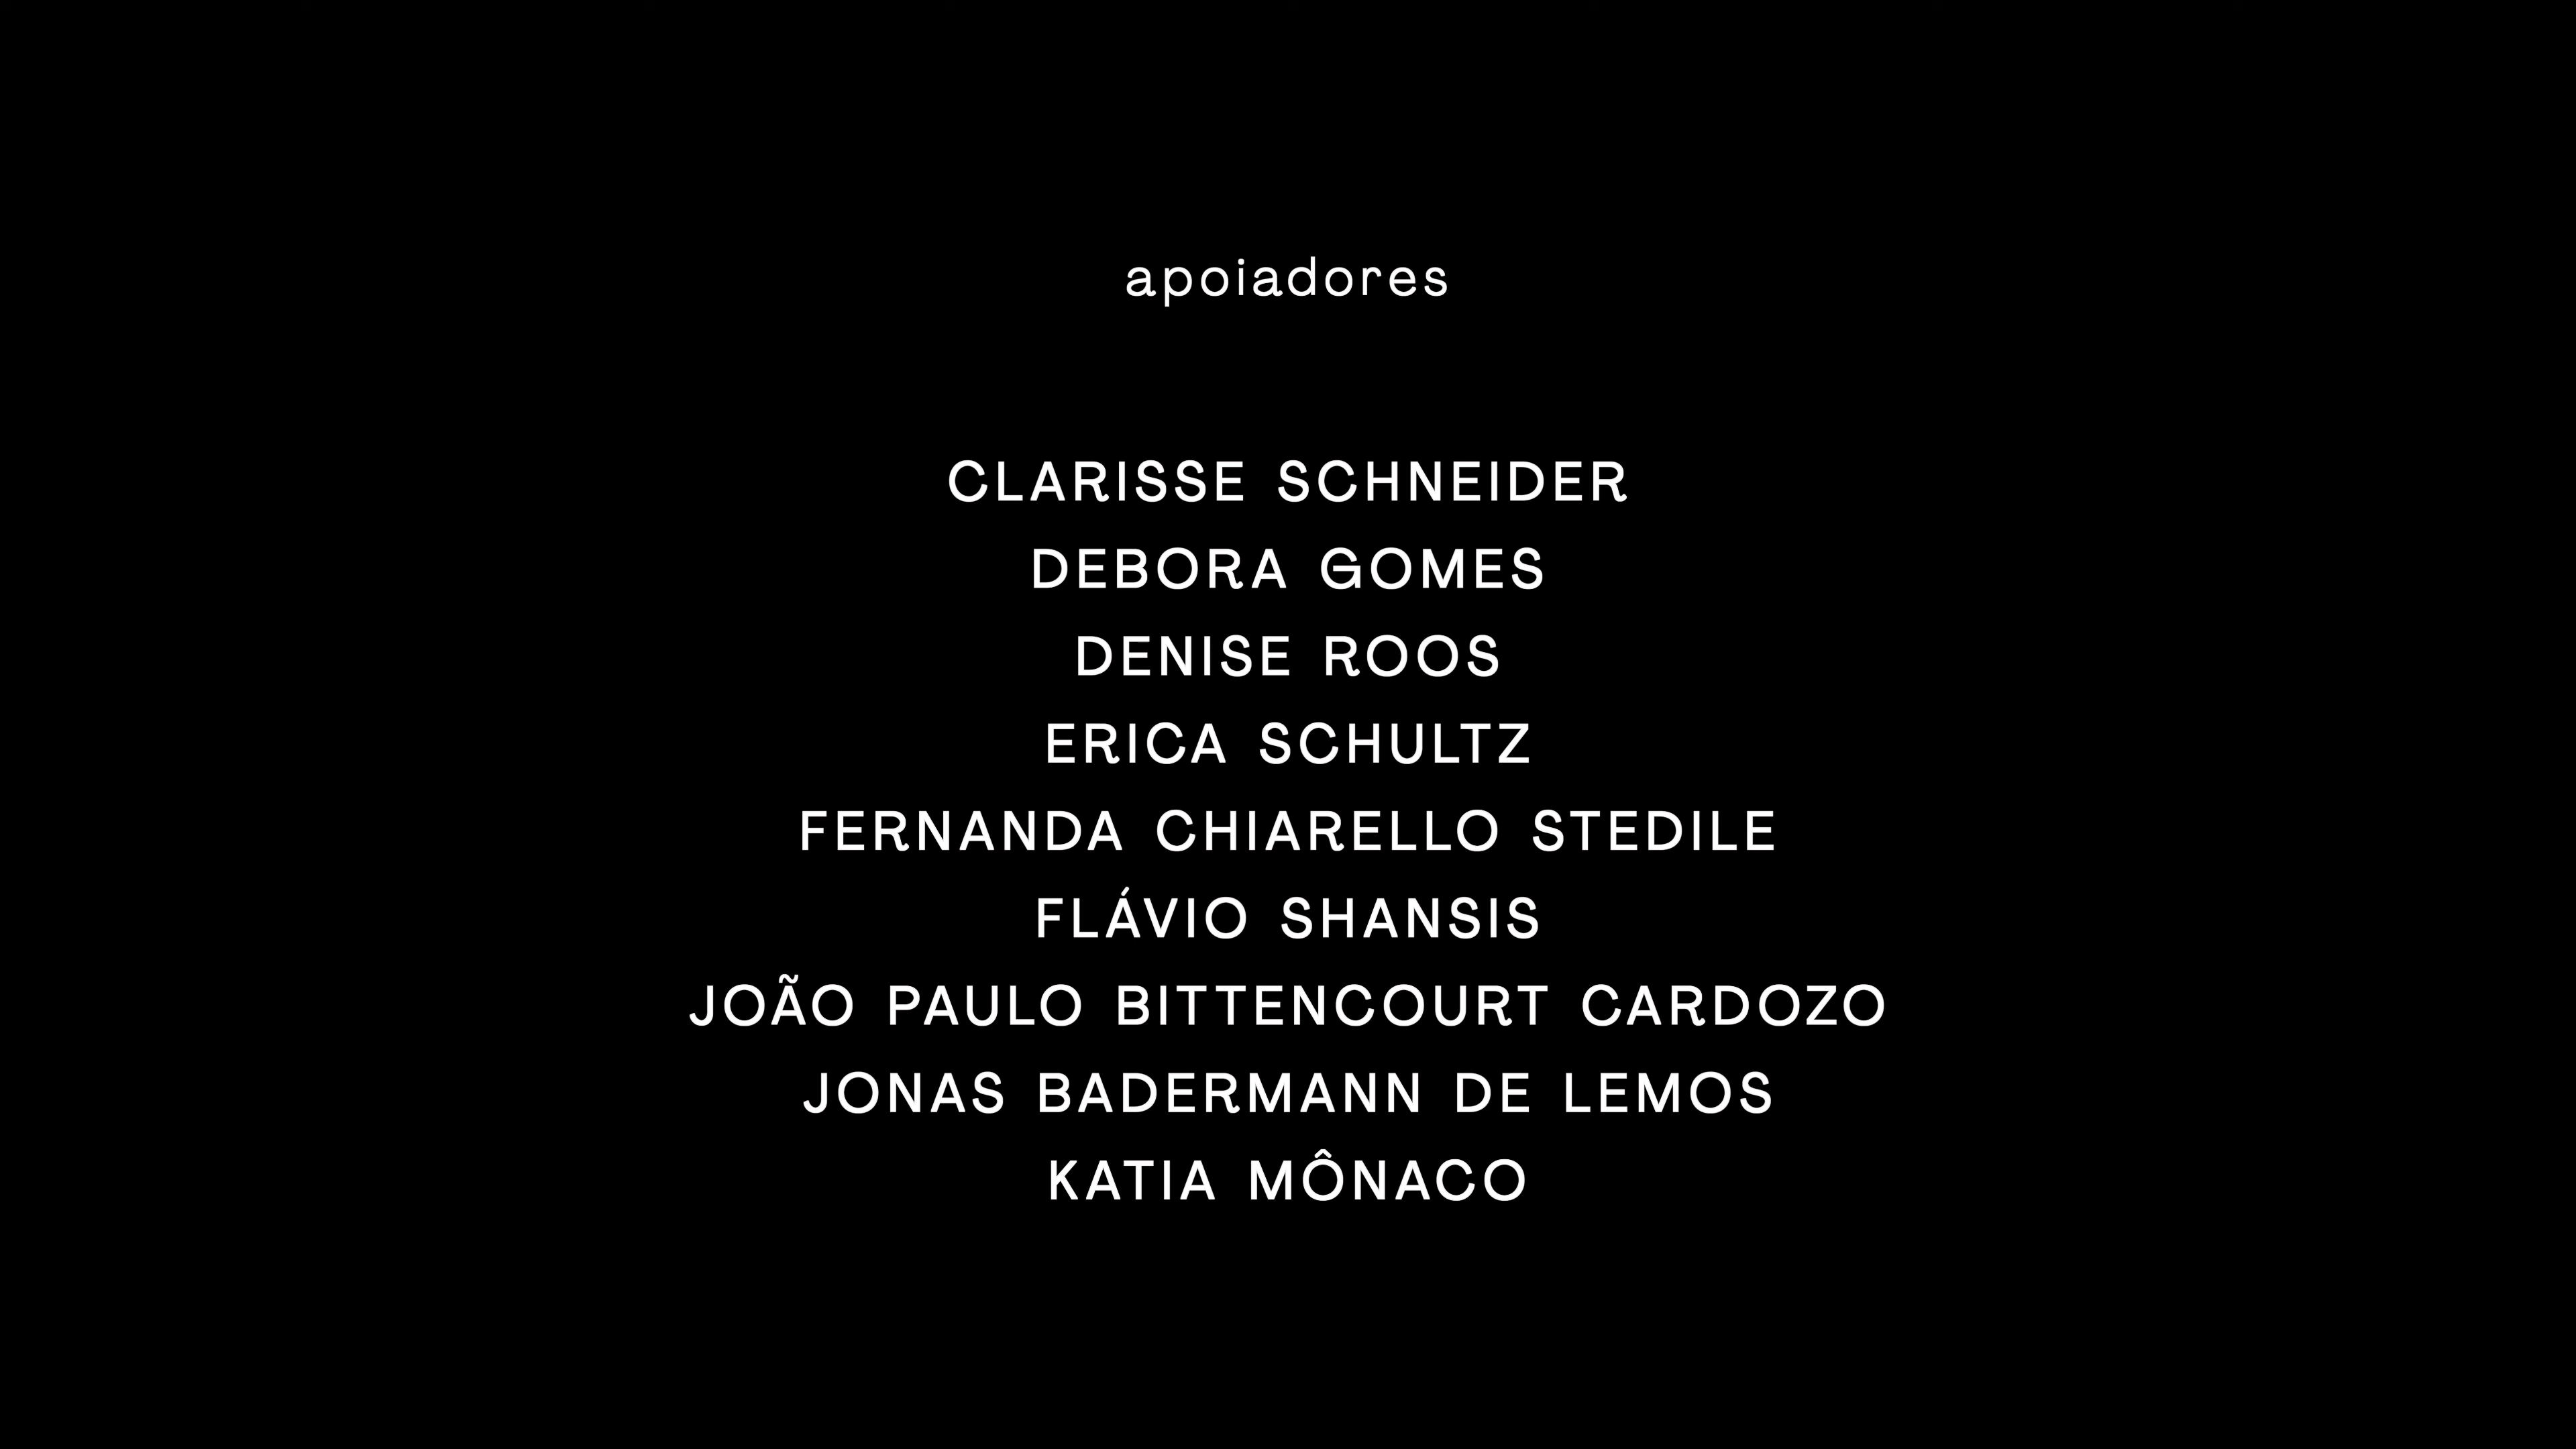 apoiadores
CLARISSE SCHNEIDER
DEBORA GOMES
DENISE ROOS
ERICA SCHULTZ
FERNANDA CHIARELLO STEDILE
FLÁVIO SHANSIS
JOÃO PAULO BITTENCOURT CARDOZO
JONAS BADERMANN DE LEMOS
KATIA MÔNACO